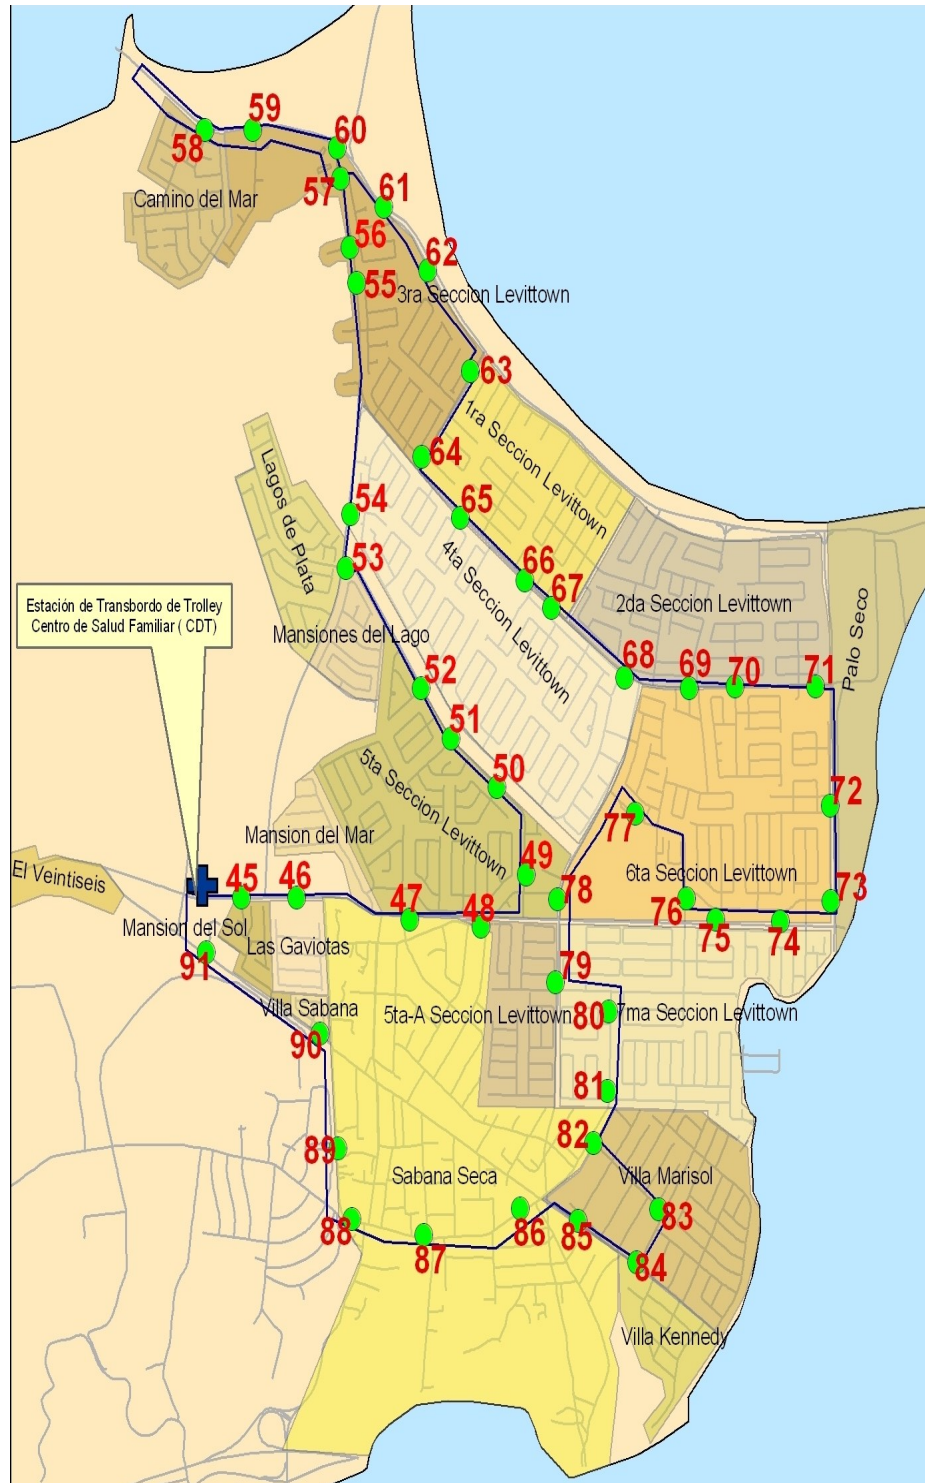 59
58
60
57
61
Camino del Mar
56
62
55
3ra Seccion Levittown
63
1ra Seccion Levittown
64
Lagos de Plata
54
65
4ta Seccion Levittown
53
66
67
2da Seccion Levittown
Palo Seco
Estación de Transbordo de Trolley
Centro de Salud Familiar ( CDT)
Mansiones del Lago
68
69
70
71
52
51
50
5ta Seccion Levittown
72
77
Mansion del Mar
El Veintiseis
49
6ta Seccion Levittown
45
46
47
48
78
76
75
74
73
Mansion del Sol
Las Gaviotas
91
79
Villa Sabana
90
5ta-A Seccion Levittown
80
7ma Seccion Levittown
81
82
89
Sabana Seca
Villa Marisol
83
88
87
86
85
84
Villa Kennedy